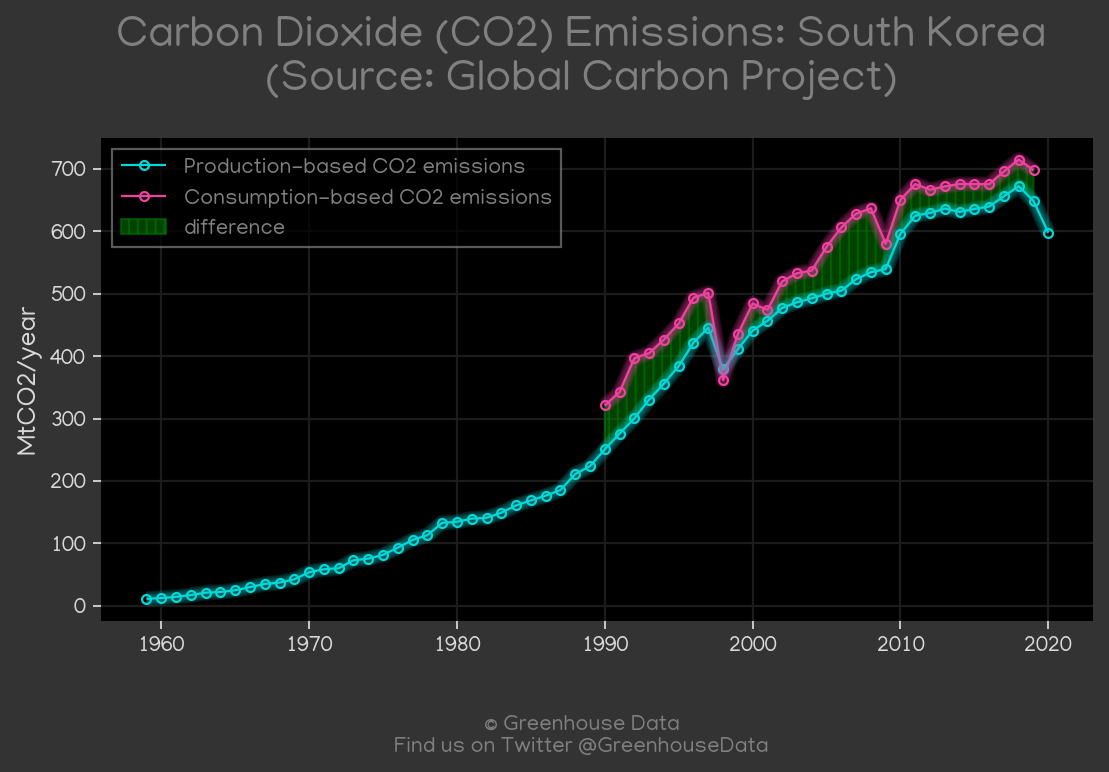 Carbon Dioxide (CO2) Emissions: South Korea
(Source: Global Carbon Project)
Production-based CO2 emissions
Consumption-based CO2 emissions
difference
MtCO2/year
700
600
500
400
300
200
100
0
1960 1970 1980 1990 2000 2010 2020
© Greenhouse Data
Find us on Twitter @GreenhouseData